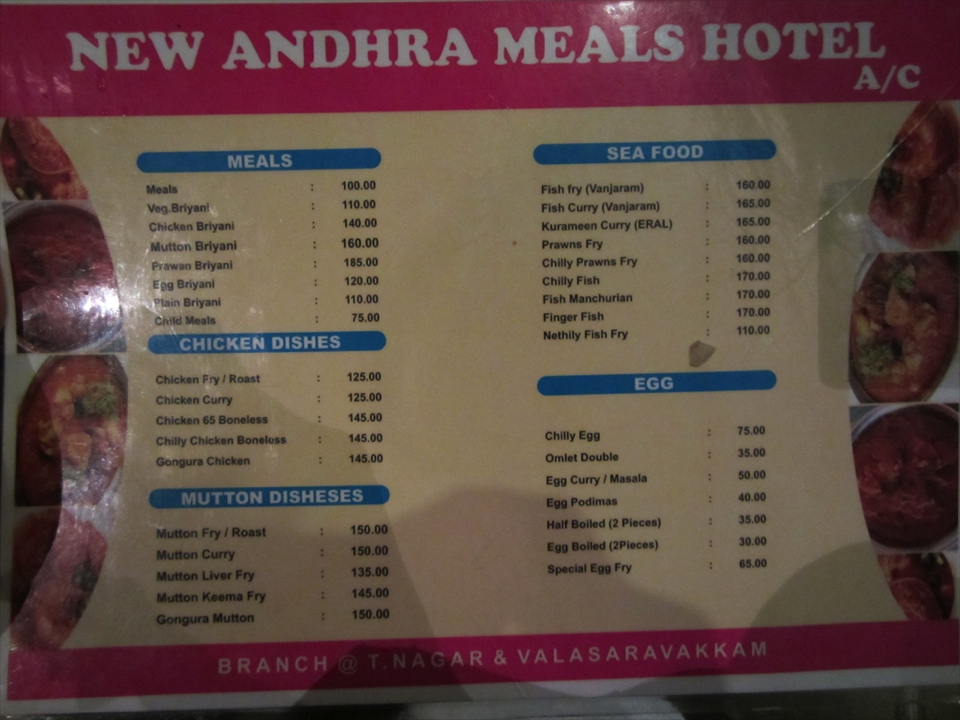 NEW ANDHRA MEALS HOTEL
A/C
MEALS
Meals : 100.00
Veg.Briyani : 110.00
Chicken Briyani : 140.00
Mutton Briyani : 160.00
Prawan Briyani : 185.00
Egg Briyani : 120.00
Plain Briyani : 110.00
Child Meals : 75.00
CHICKEN DISHES
Chicken Fry / Roast : 125.00
Chicken Curry : 125.00
Chicken 65 Boneless : 145.00
Chilly Chicken Boneless : 145.00
Gongura Chicken : 145.00
MUTTON DISHESES
Mutton Fry / Roast : 150.00
Mutton Curry : 150.00
Mutton Liver Fry : 135.00
Mutton Keema Fry : 145.00
Gongura Mutton : 150.00
SEA FOOD
Fish fry (Vanjaram) : 160.00
Fish Curry (Vanjaram) : 165.00
Kurameen Curry (ERAL) : 165.00
Prawns Fry : 160.00
Chilly Prawns Fry : 160.00
Chilly Fish : 170.00
Fish Manchurian : 170.00
Finger Fish : 170.00
Nethily Fish Fry : 110.00
EGG
Chilly Egg : 75.00
Omlet Double : 35.00
Egg Curry / Masala : 50.00
Egg Podimas : 40.00
Half Boiled (2 Pieces) : 35.00
Egg Boiled (2Pieces) : 30.00
Special Egg Fry : 65.00
BRANCH @ T.NAGAR & VALASARAVAKKAM